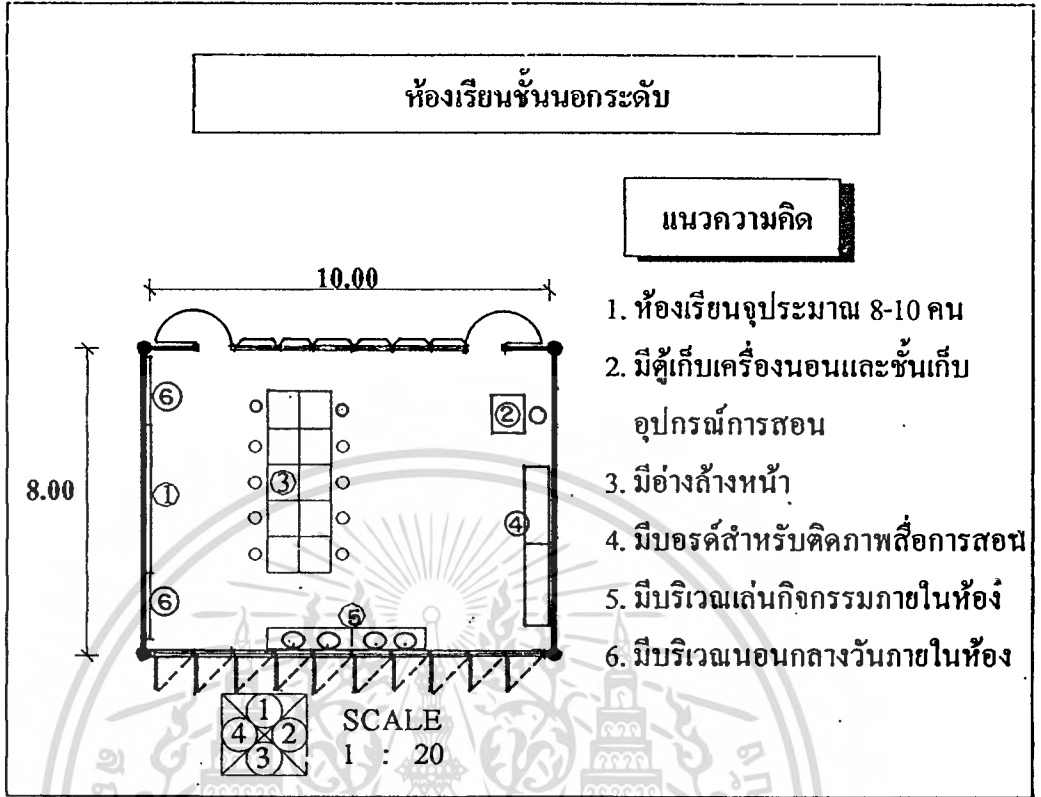 ห้องเรียนชั้นนอกระดับ
แนวความคิด
10.00
8.00
1. ห้องเรียนจุประมาณ 8-10 คน
2. มีตู้เก็บเครื่องนอนและชั้นเก็บ
อุปกรณ์การสอน
3. มีอ่างล้างหน้า
4. มีบอรด์สำหรับติดภาพสื่อการสอน
5. มีบริเวณเล่นกิจกรรมภายในห้อง
6. มีบริเวณนอนกลางวันภายในห้อง
6
2
1
3
4
6
5
1
4 2
3
SCALE
1 : 20